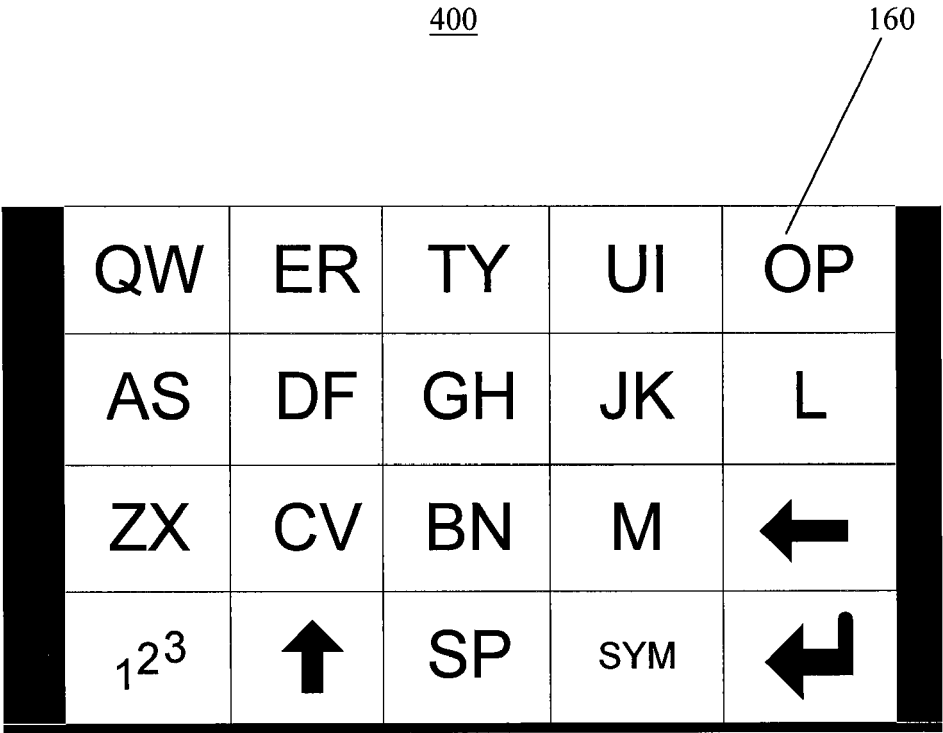 400 160
QW ER TY UI OP
AS DF GH JK L
ZX CV BN M
123 SP SYM